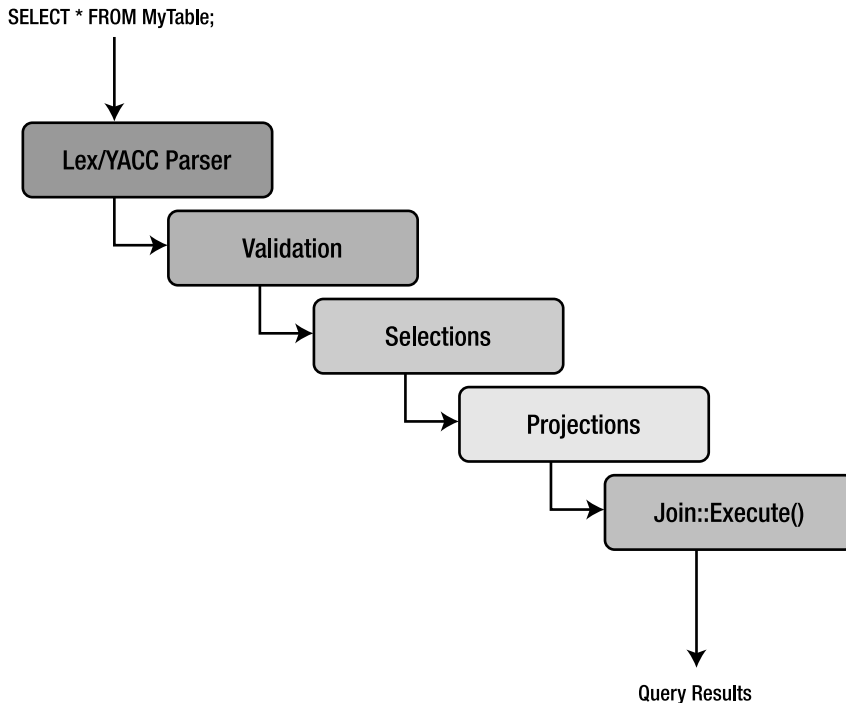 SELECT * FROM MyTable;
Lex/YACC Parser
Validation
Selections
Projections
Join::Execute()
Query Results